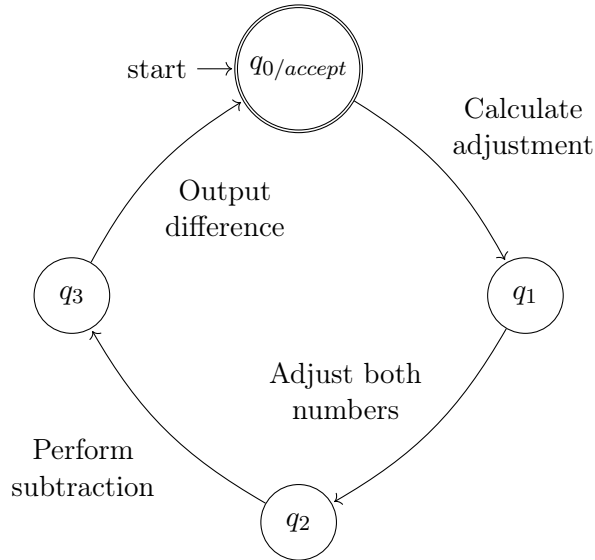 start
q0/accept
Calculate
adjustment
Output
difference
q3
q1
Adjust both
numbers
Perform
subtraction
q2